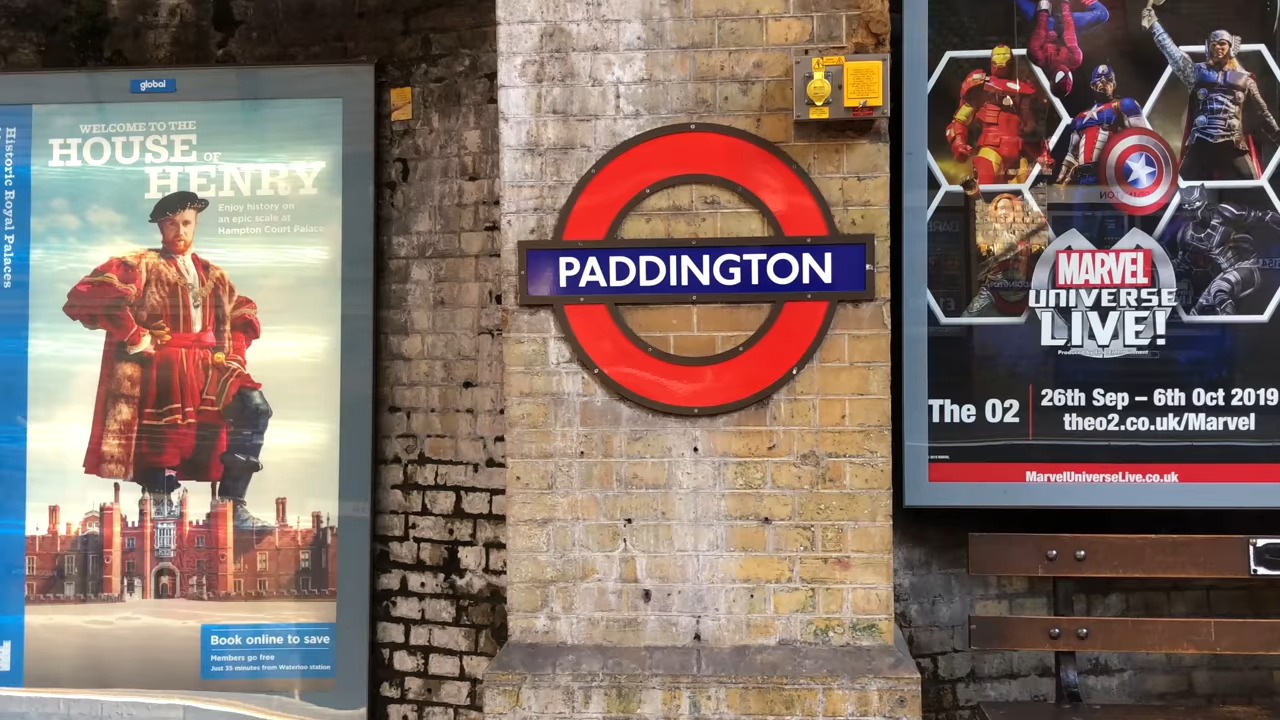 global
Historic Royal Palaces
WELCOME TO THE
HOUSE OF
HENRY
Enjoy history on
an epic scale at
Hampton Court Palace
Book online to save
Members go free
Just 35 minutes from Waterloo station
PADDINGTON
MARVEL
UNIVERSE
LIVE!
The O2
26th Sep – 6th Oct 2019
theo2.co.uk/Marvel
MarvelUniverseLive.co.uk